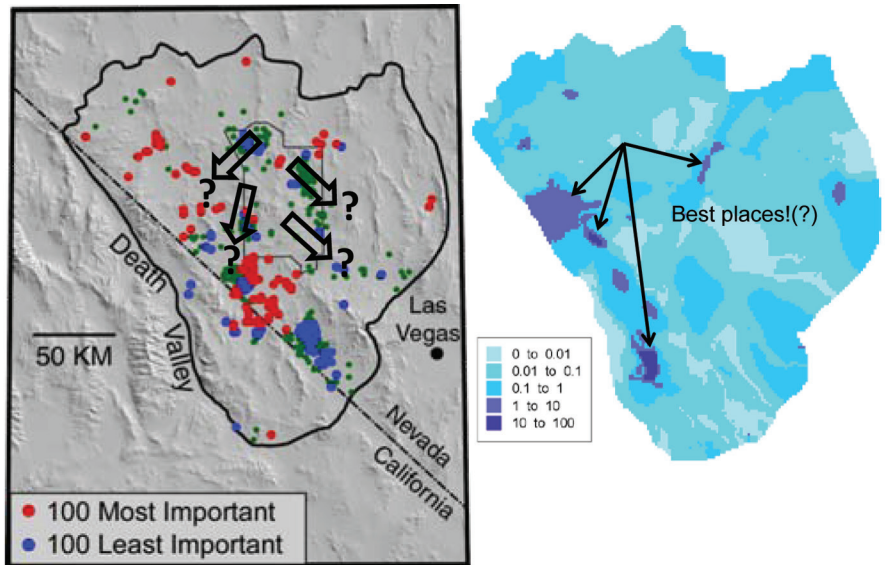 ?
?
?
?
Death
Valley
50 KM
Las
Vegas
Nevada
California
100 Most Important
100 Least Important
Best places!(?)
0 to 0.01
0.01 to 0.1
0.1 to 1
1 to 10
10 to 100